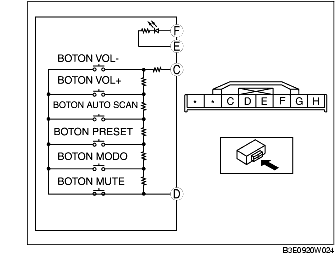 F
E
BOTON VOL-
C
BOTON VOL+
BOTON AUTO SCAN
BOTON PRESET
BOTON MODO
BOTON MUTE
D
* * C D E F G H
B3E0920W024